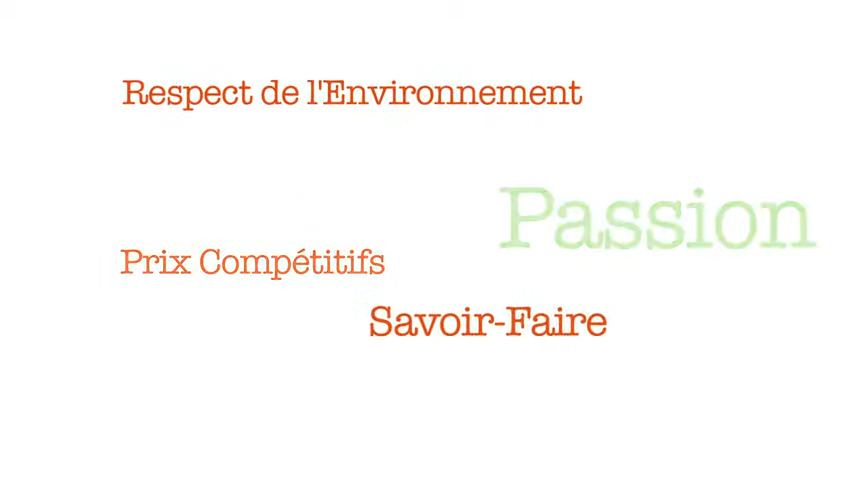 Respect de l'Environnement
Passion
Prix Compétitifs
Savoir-Faire